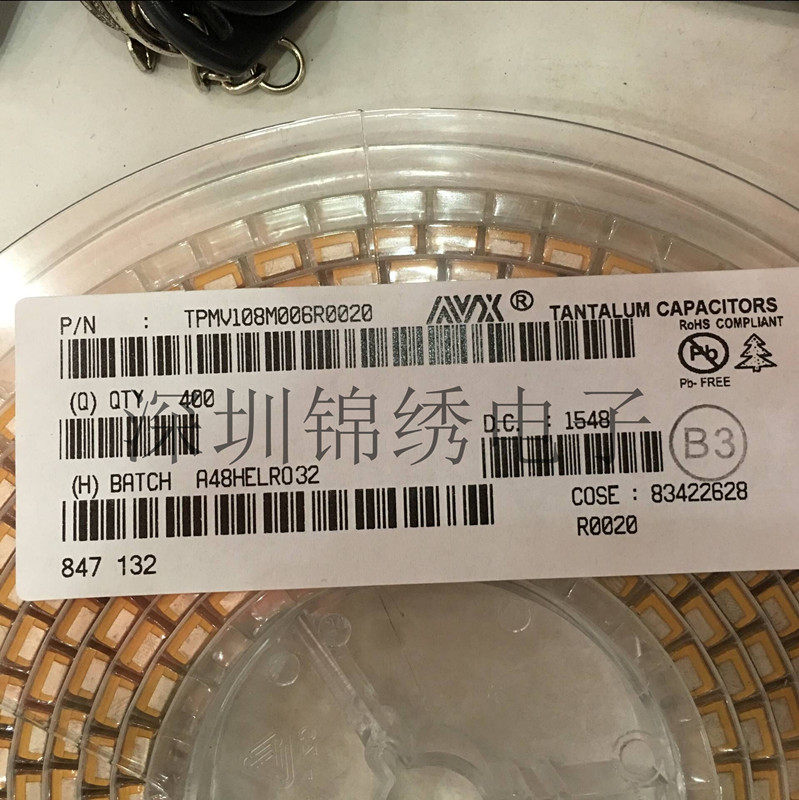 P/N : TPMV108M006R0020 AVX ® TANTALUM CAPACITORS
RoHS COMPLIANT
Pb
Pb- FREE
(Q) QTY 400
深圳锦绣电子
D.C. : 1548
B3
(H) BATCH A48HELR032
COSE : 83422628
R0020
847 132